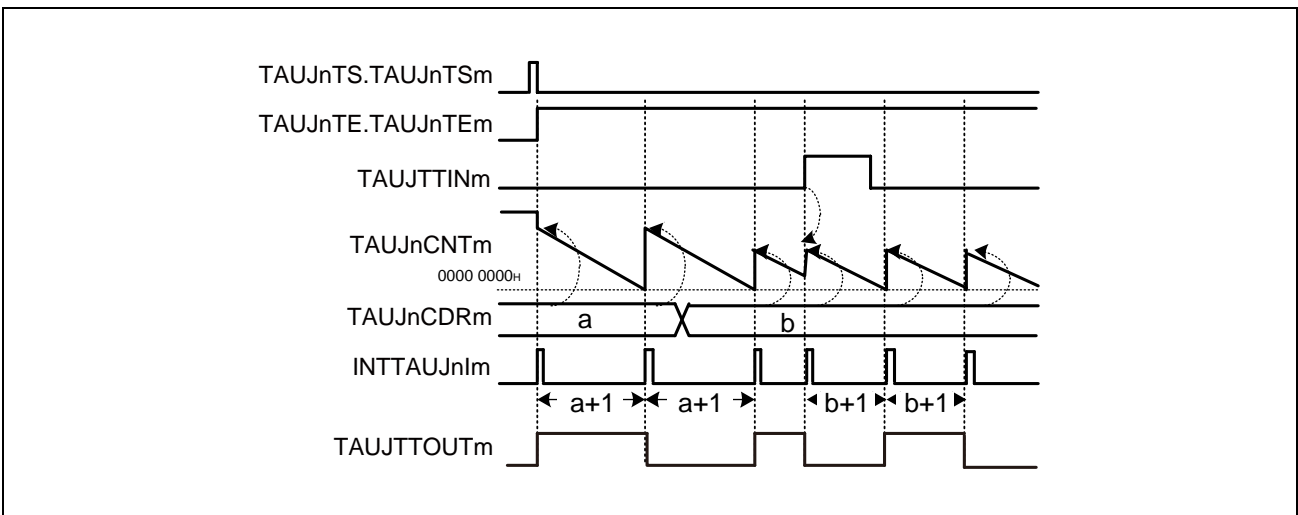 TAUJnTS.TAUJnTSm
TAUJnTE.TAUJnTEm
TAUJTTINm
TAUJnCNTm
0000 0000H
TAUJnCDRm
a
b
INTTAUJnIm
a+1
a+1
b+1
b+1
TAUJTTOUTm